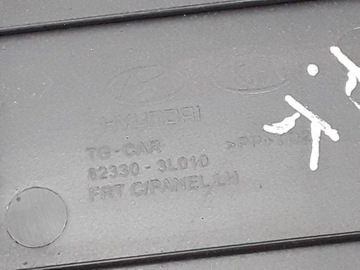 HYUNDAI
TG-CAR
82330-3L010
FRT C/PANEL, LH